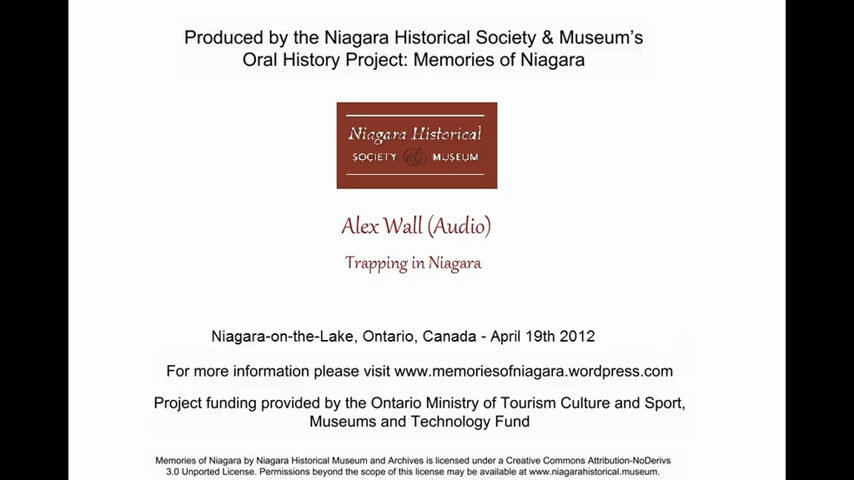 Produced by the Niagara Historical Society & Museum's
Oral History Project: Memories of Niagara
Niagara Historical
SOCIETY & MUSEUM
Alex Wall (Audio)
Trapping in Niagara
Niagara-on-the-Lake, Ontario, Canada - April 19th 2012
For more information please visit www.memoriesofniagara.wordpress.com
Project funding provided by the Ontario Ministry of Tourism Culture and Sport,
Museums and Technology Fund
Memories of Niagara by Niagara Historical Museum and Archives is licensed under a Creative Commons Attribution-NoDerivs
3.0 Unported License. Permissions beyond the scope of this license may be available at www.niagarahistorical.museum.